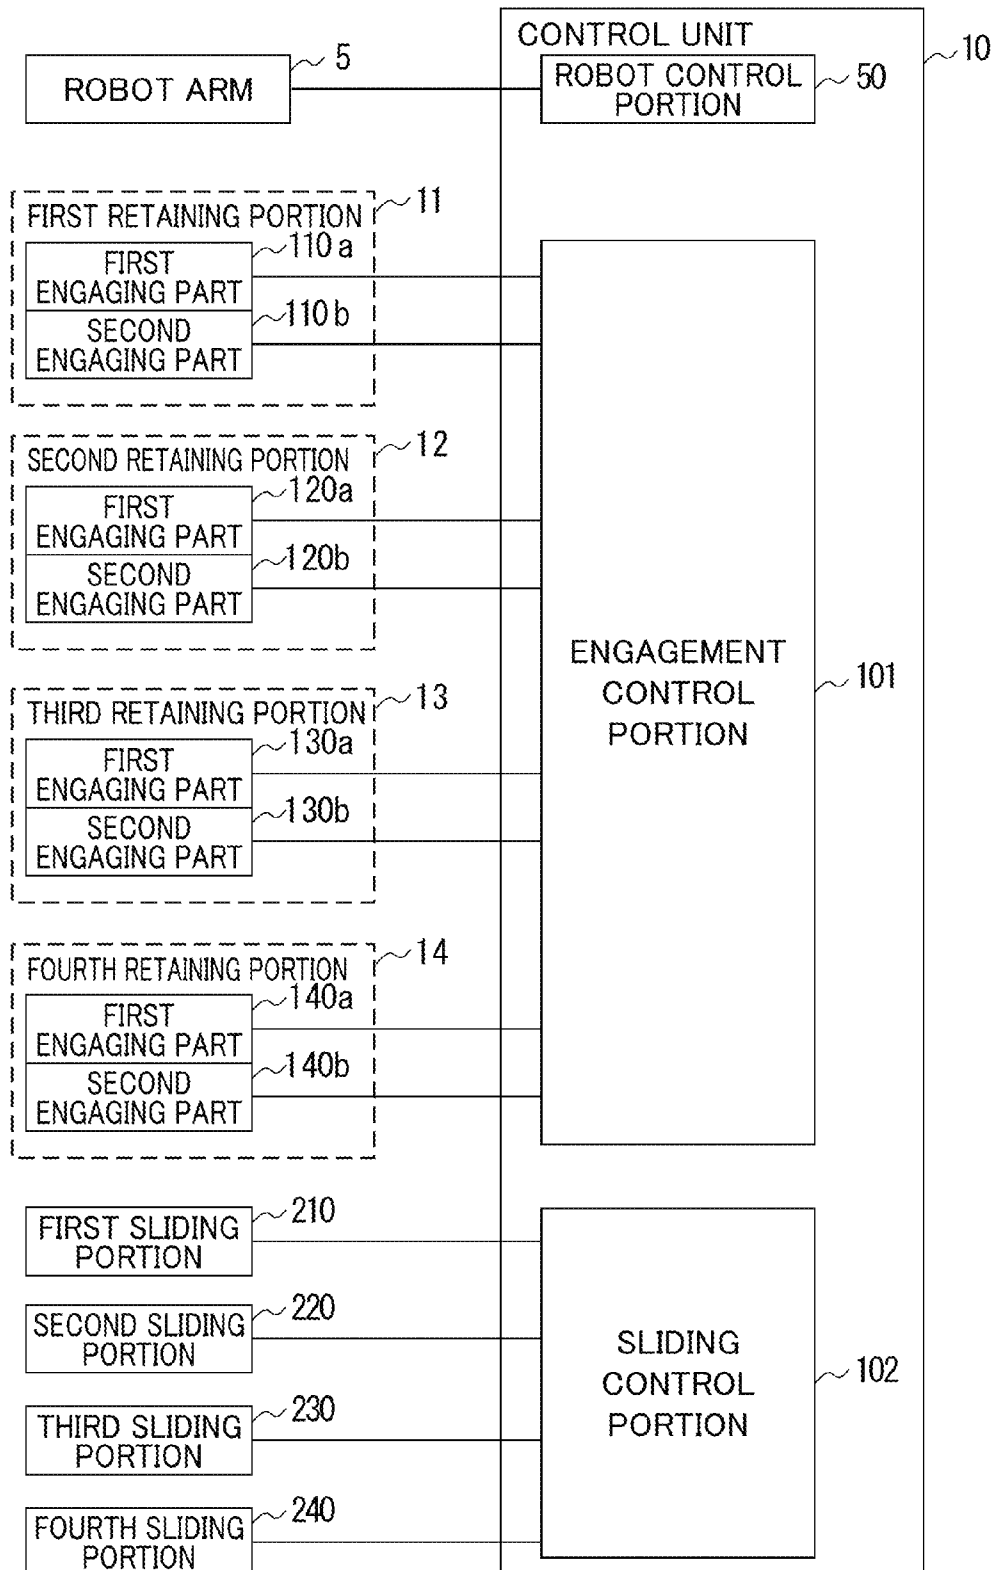 CONTROL UNIT
10
5
ROBOT ARM
ROBOT CONTROL
PORTION
50
11
FIRST RETAINING PORTION
110a
FIRST
ENGAGING PART
110b
SECOND
ENGAGING PART
12
SECOND RETAINING PORTION
120a
FIRST
ENGAGING PART
120b
SECOND
ENGAGING PART
ENGAGEMENT
CONTROL
PORTION
101
13
THIRD RETAINING PORTION
130a
FIRST
ENGAGING PART
130b
SECOND
ENGAGING PART
14
FOURTH RETAINING PORTION
140a
FIRST
ENGAGING PART
140b
SECOND
ENGAGING PART
210
FIRST SLIDING
PORTION
220
SECOND SLIDING
PORTION
SLIDING
CONTROL
PORTION
102
230
THIRD SLIDING
PORTION
240
FOURTH SLIDING
PORTION